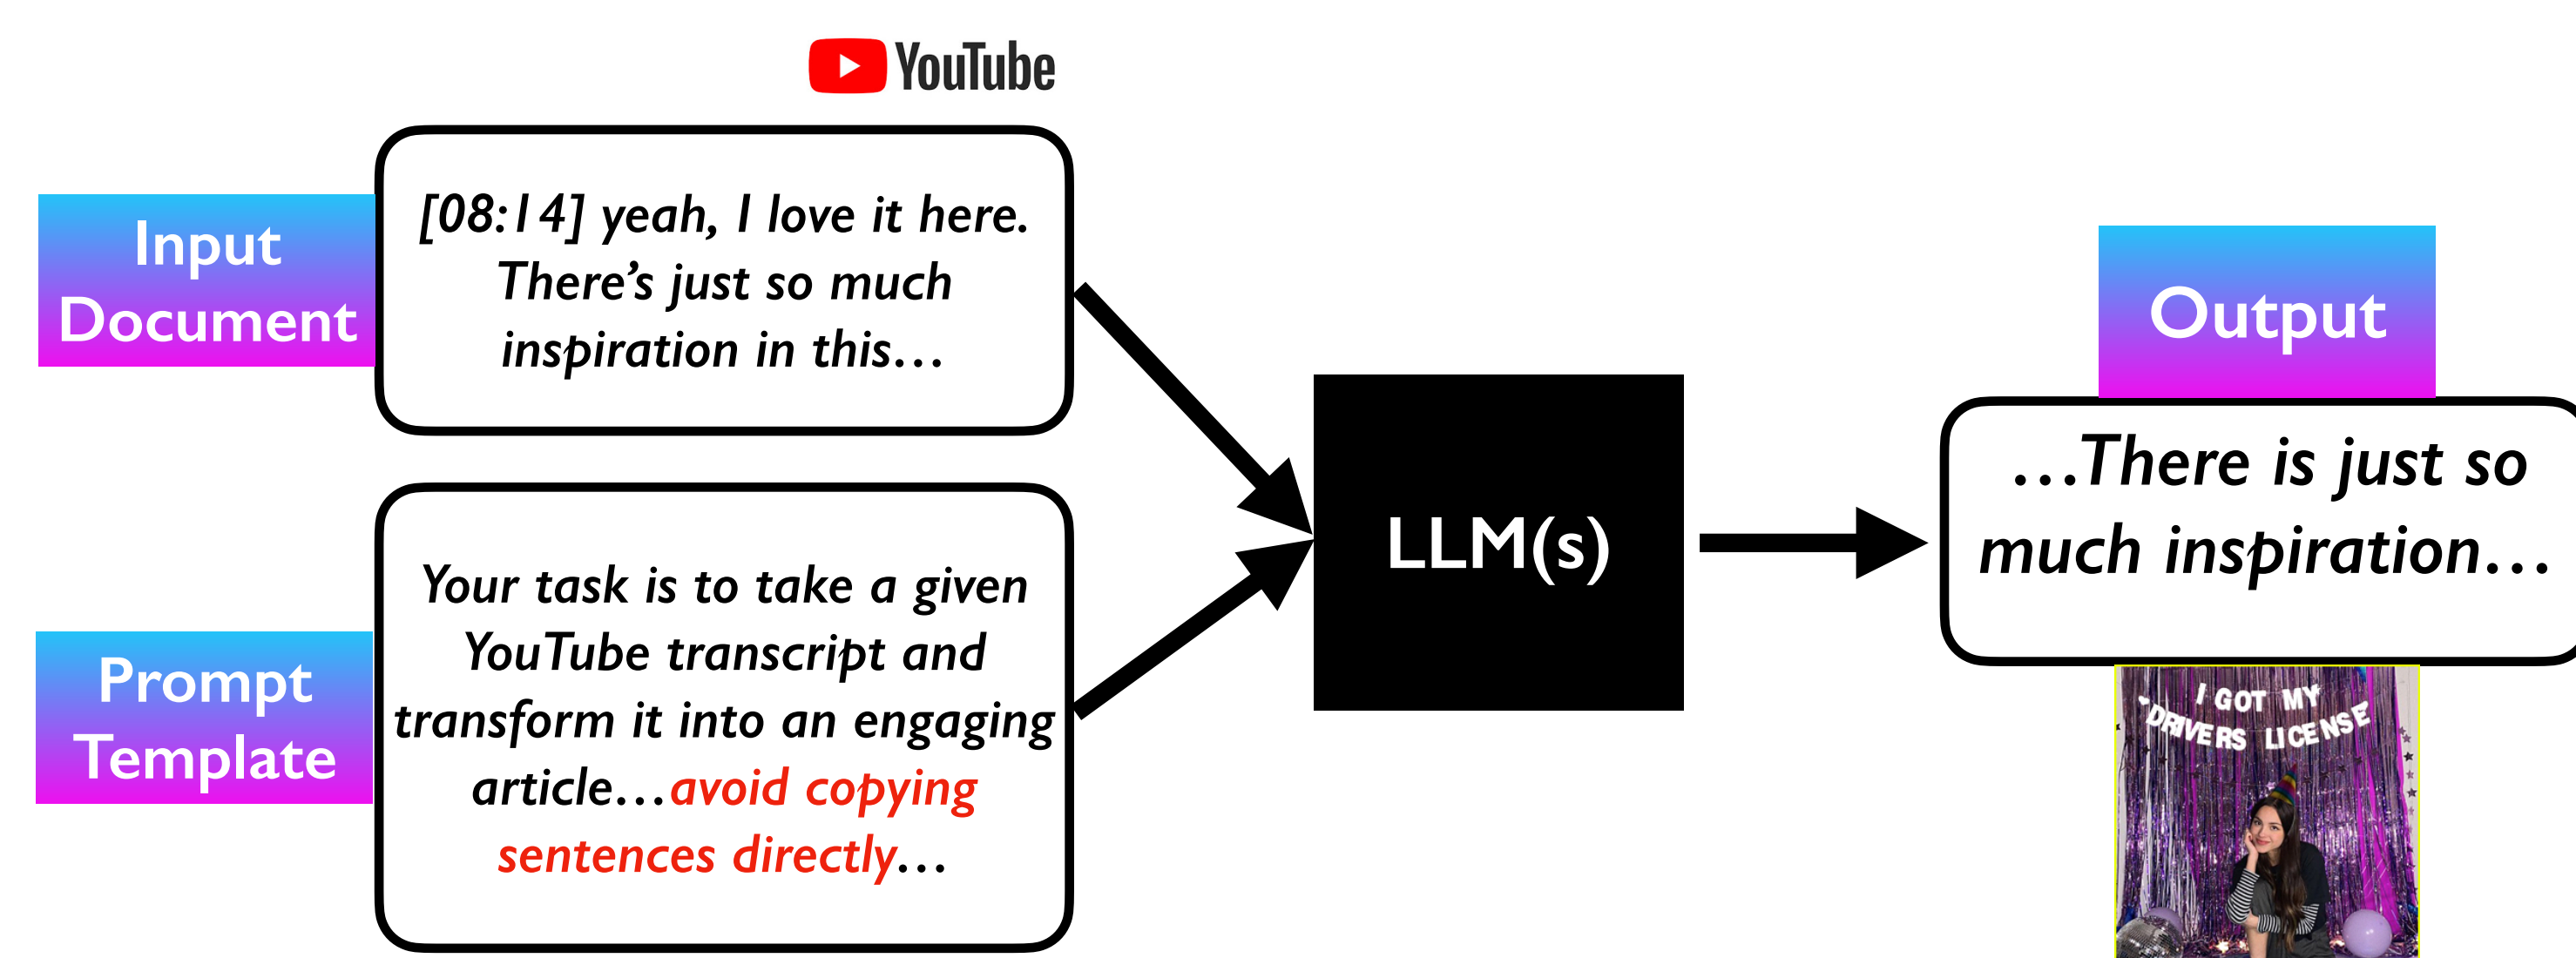 YouTube
Input
Document
[08:14] yeah, I love it here.
There’s just so much
inspiration in this…
Prompt
Template
Your task is to take a given
YouTube transcript and
transform it into an engaging
article…avoid copying
sentences directly…
LLM(s)
Output
…There is just so
much inspiration…
I GOT MY
DRIVERS LICENSE